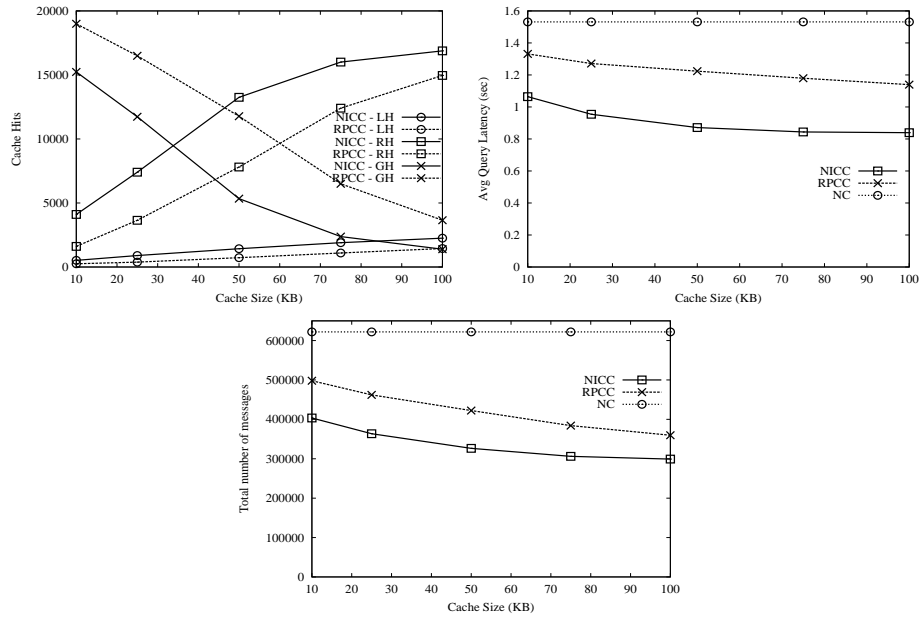 20000
15000
10000
5000
0
Cache Hits
NICC - LH
RPCC - LH
NICC - RH
RPCC - RH
NICC - GH
RPCC - GH
10 20 30 40 50 60 70 80 90 100
Cache Size (KB)
1.6
1.4
1.2
1
0.8
0.6
0.4
0.2
0
Avg Query Latency (sec)
NICC
RPCC
NC
10 20 30 40 50 60 70 80 90 100
Cache Size (KB)
600000
500000
400000
300000
200000
100000
0
Total number of messages
NICC
RPCC
NC
10 20 30 40 50 60 70 80 90 100
Cache Size (KB)